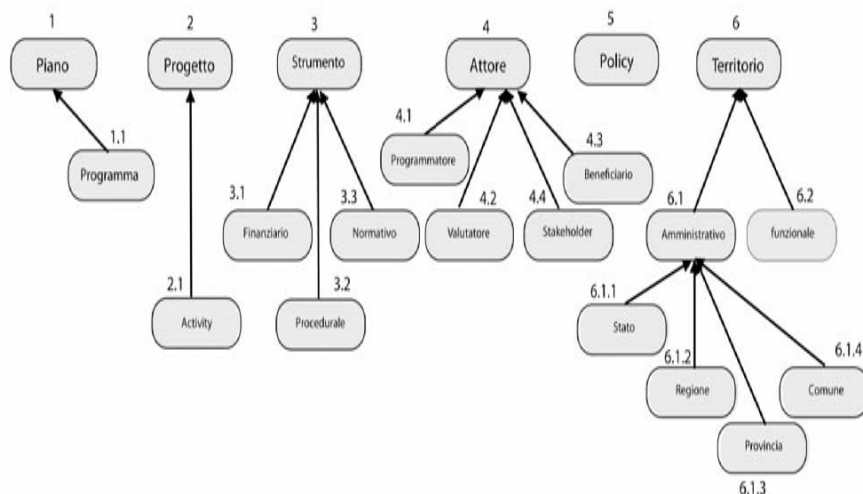 1
Piano
2
Progetto
3
Strumento
4
Attore
5
Policy
6
Territorio
1.1
Programma
2.1
Activity
3.1
Finanziario
3.2
Procedurale
3.3
Normativo
4.1
Programmatore
4.2
Valutatore
4.4
Stakeholder
4.3
Beneficiario
6.1
Amministrativo
6.2
funzionale
6.1.1
Stato
6.1.2
Regione
6.1.3
Provincia
6.1.4
Comune